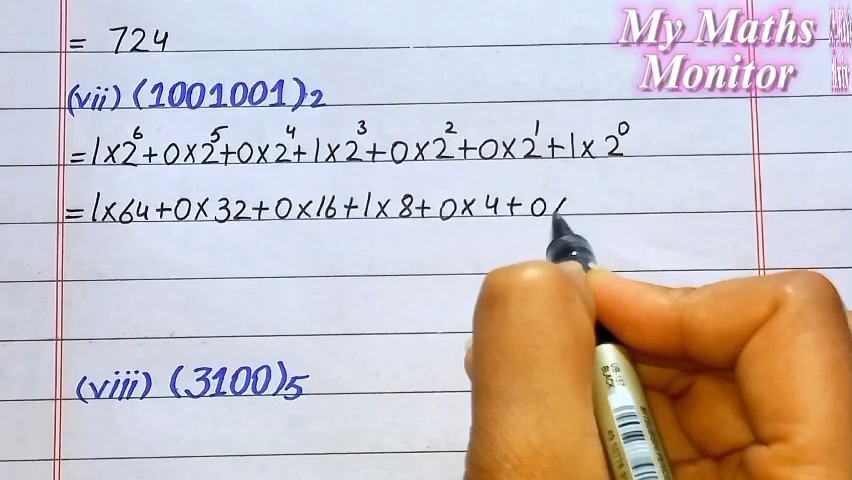 = 724
My Maths
Monitor
(vii) (1001001)₂
= 1×2⁶+0×2⁵+0×2⁴+1×2³+0×2²+0×2¹+1×2⁰
= 1×64+0×32+0×16+1×8+0×4+0
(viii) (3100)₅